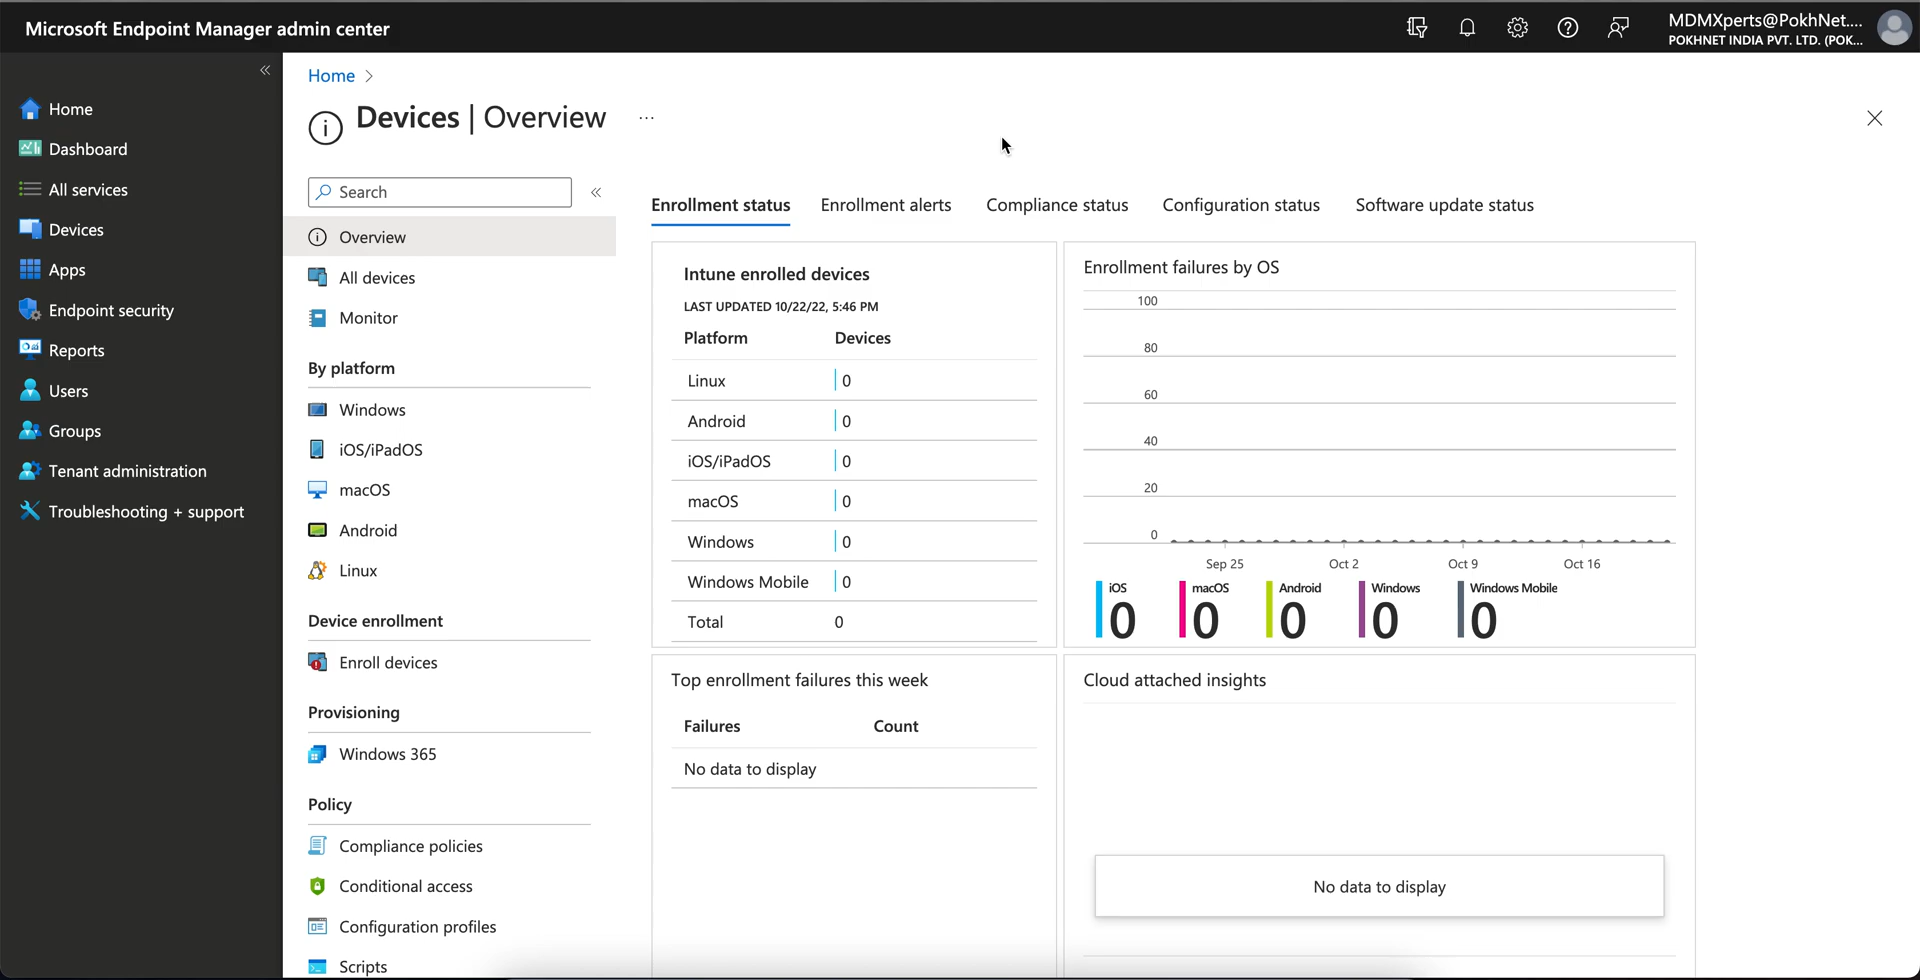 Microsoft Endpoint Manager admin center
MDMXperts@PokhNet....
POKHNET INDIA PVT. LTD. (POK...
Home
Dashboard
All services
Devices
Apps
Endpoint security
Reports
Users
Groups
Tenant administration
Troubleshooting + support
Home >
Devices | Overview ...
Search
Overview
All devices
Monitor
By platform
Windows
iOS/iPadOS
macOS
Android
Linux
Device enrollment
Enroll devices
Provisioning
Windows 365
Policy
Compliance policies
Conditional access
Configuration profiles
Scripts
Enrollment status Enrollment alerts Compliance status Configuration status Software update status
Intune enrolled devices
LAST UPDATED 10/22/22, 5:46 PM
Platform Devices
Linux 0
Android 0
iOS/iPadOS 0
macOS 0
Windows 0
Windows Mobile 0
Total 0
Enrollment failures by OS
100
80
60
40
20
0
Sep 25 Oct 2 Oct 9 Oct 16
iOS macOS Android Windows Windows Mobile
0 0 0 0 0
Top enrollment failures this week
Failures Count
No data to display
Cloud attached insights
No data to display